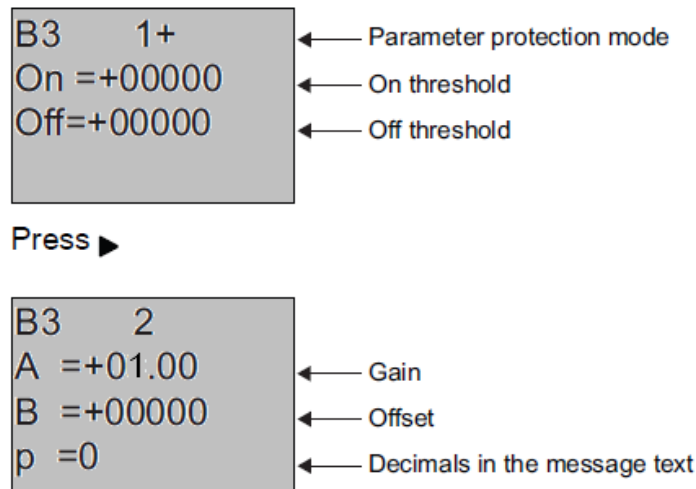 B3 1+ Parameter protection mode
On =+00000 On threshold
Off=+00000 Off threshold
Press
B3 2
A =+01.00 Gain
B =+00000 Offset
p =0 Decimals in the message text